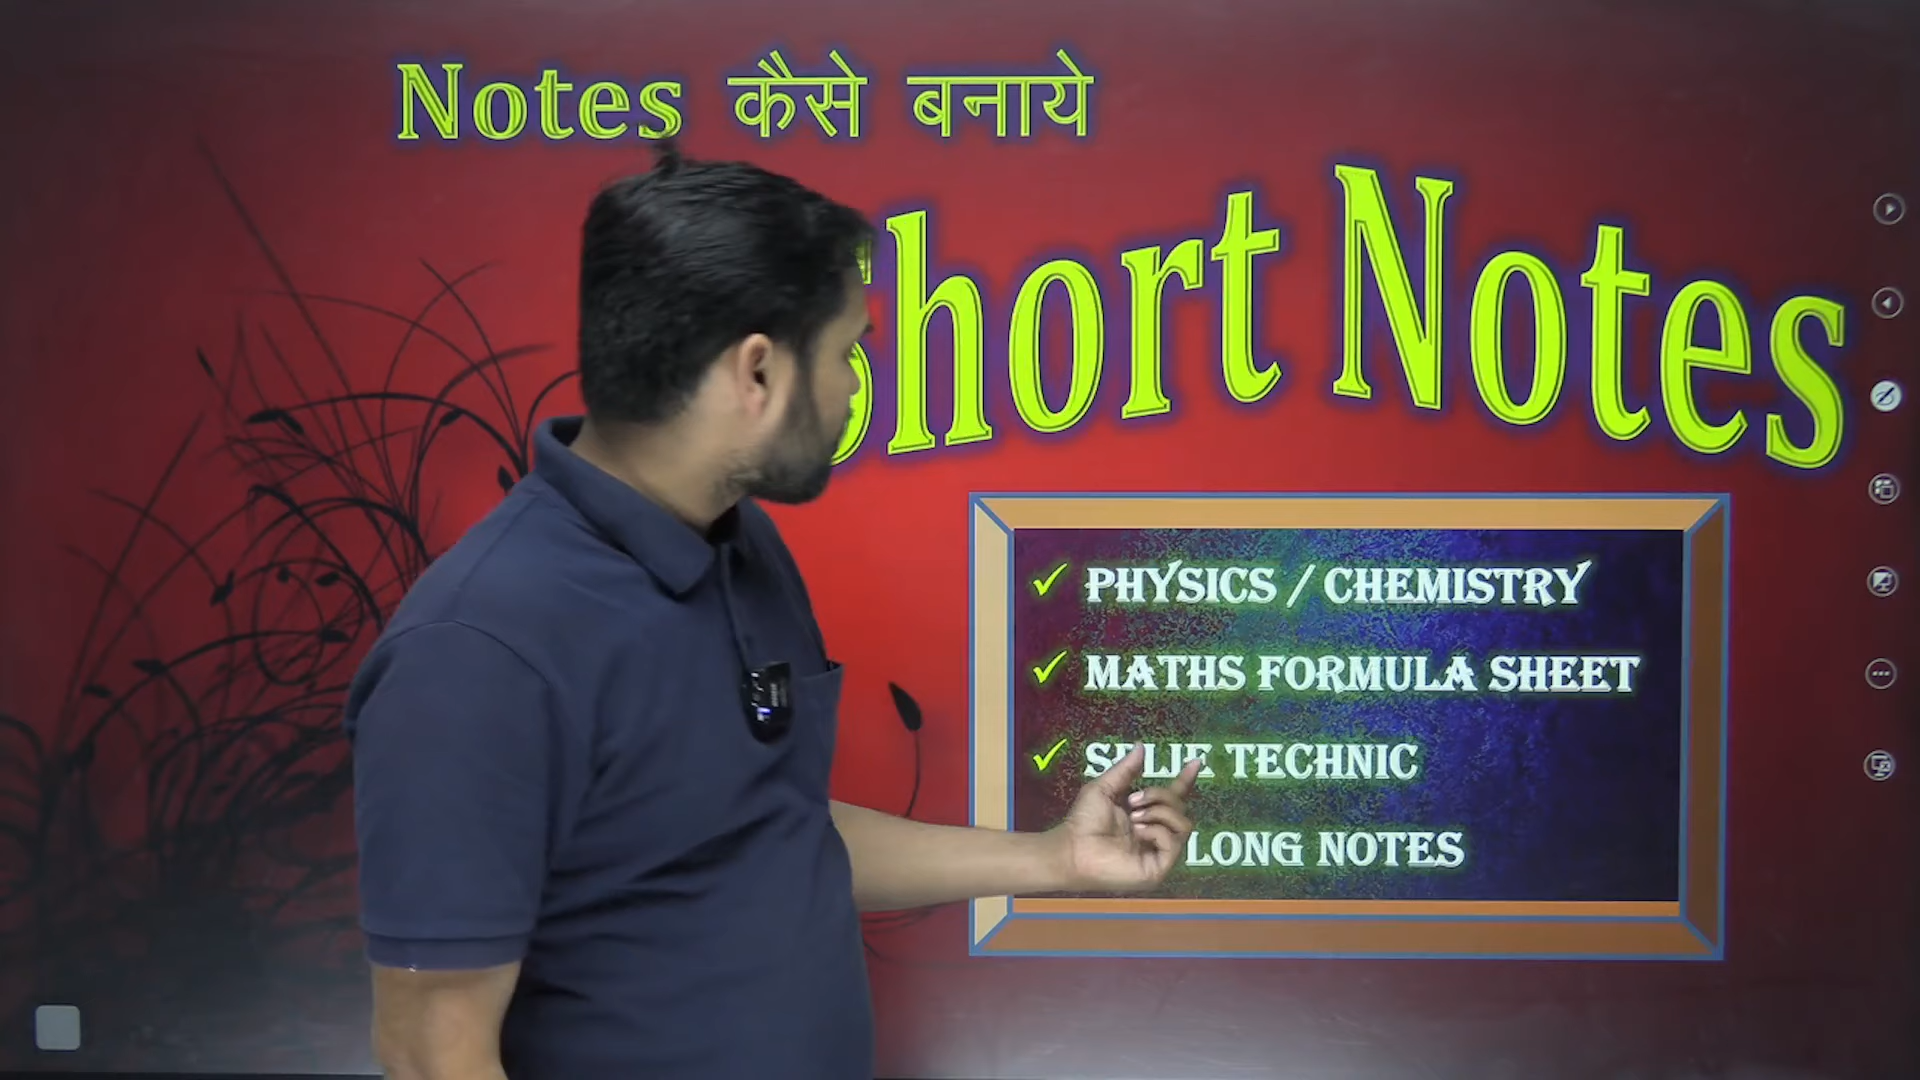 Notes कैसे बनाये
Short Notes
PHYSICS / CHEMISTRY
MATHS FORMULA SHEET
TECHNIC
LONG NOTES